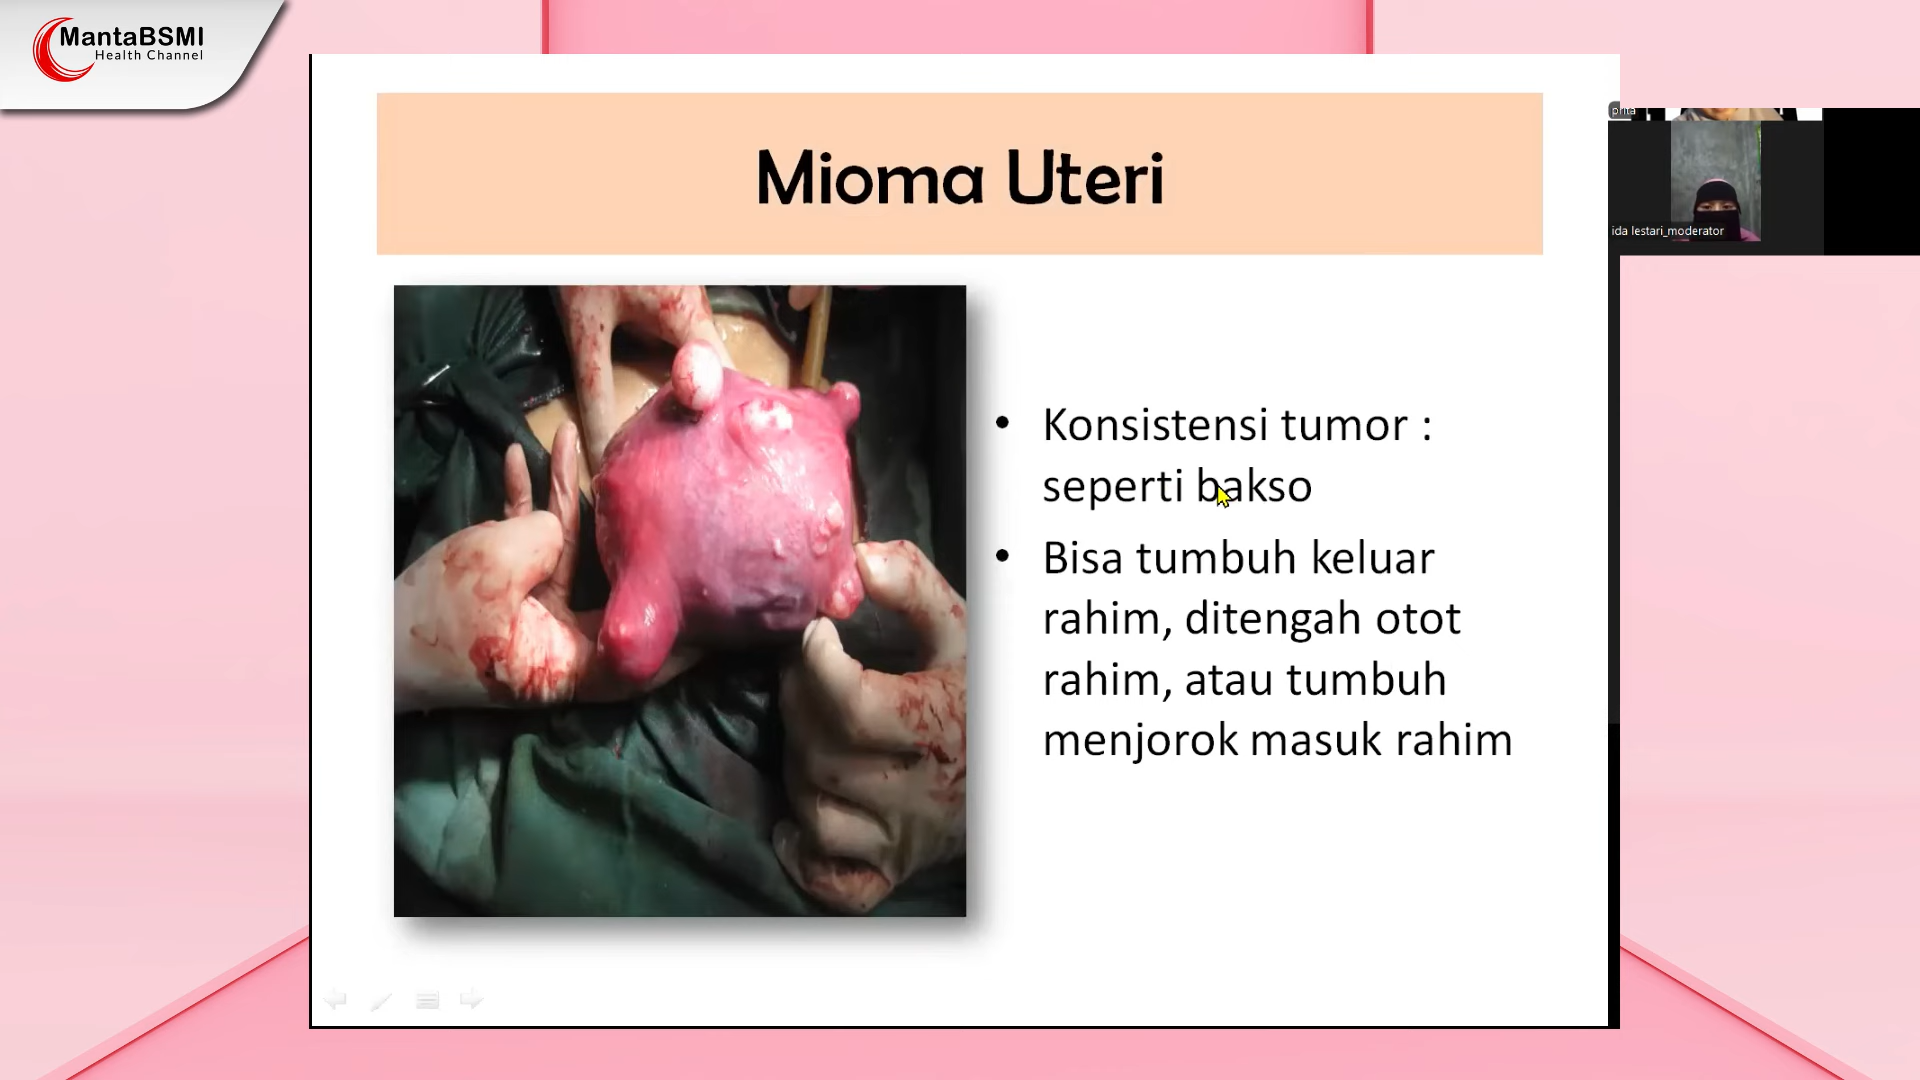 MantaBSMI
Health Channel
Mioma Uteri
prita
ida lestari_moderator
• Konsistensi tumor :
seperti bakso
• Bisa tumbuh keluar
rahim, ditengah otot
rahim, atau tumbuh
menjorok masuk rahim